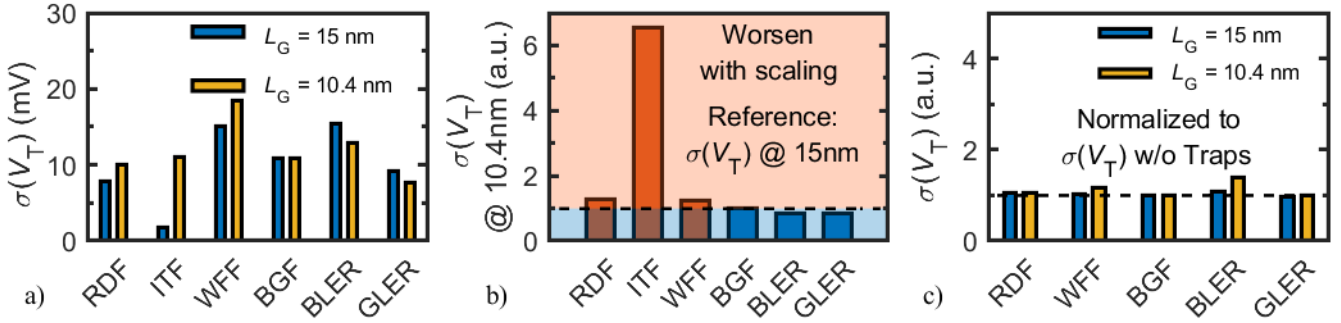 σ(V_T) (mV)
30
20
10
0
L_G = 15 nm
L_G = 10.4 nm
RDF
ITF
WFF
BGF
BLER
GLER
a)
σ(V_T)
@ 10.4nm (a.u.)
6
4
2
0
Worsen
with scaling
Reference:
σ(V_T) @ 15nm
RDF
ITF
WFF
BGF
BLER
GLER
b)
σ(V_T) (a.u.)
4
2
0
L_G = 15 nm
L_G = 10.4 nm
Normalized to
σ(V_T) w/o Traps
RDF
WFF
BGF
BLER
GLER
c)